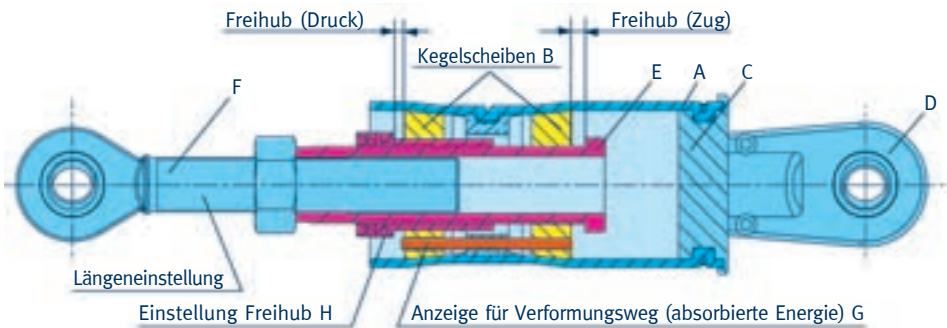 Freihub (Druck)
Freihub (Zug)
Kegelscheiben B
F
E
A
C
D
Längeneinstellung
Einstellung Freihub H
Anzeige für Verformungsweg (absorbierte Energie) G